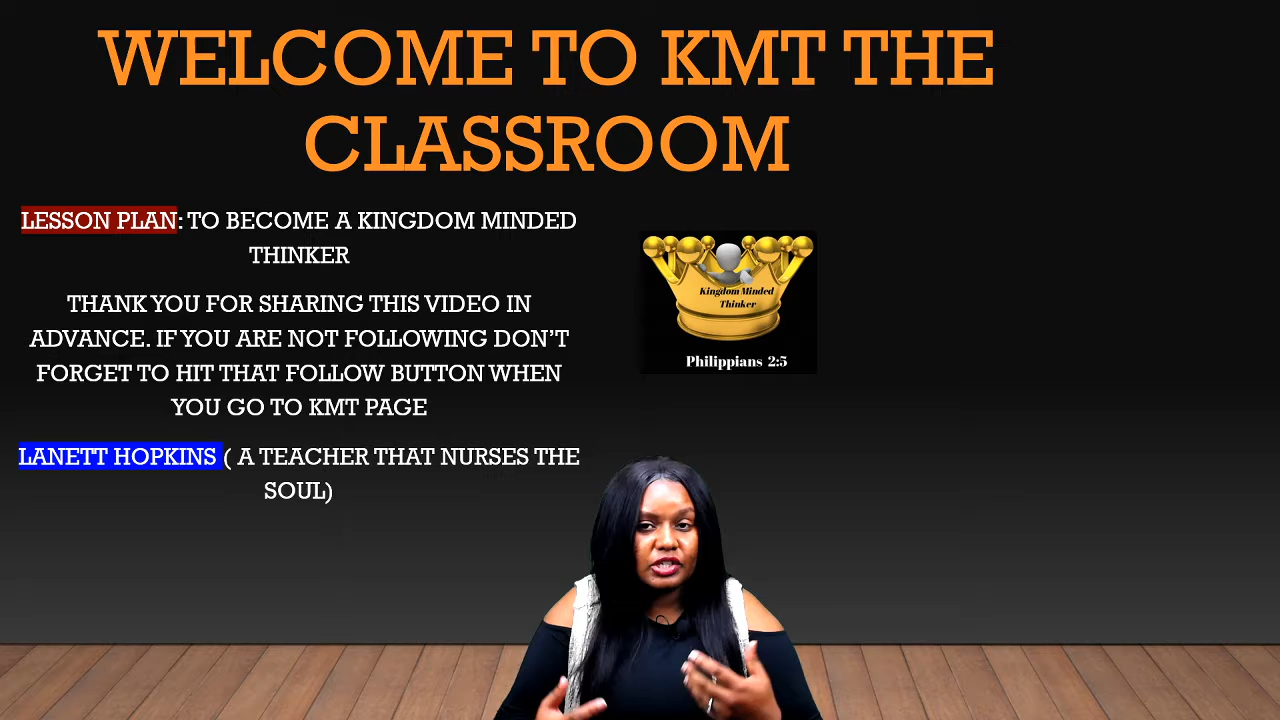 WELCOME TO KMT THE
CLASSROOM
LESSON PLAN: TO BECOME A KINGDOM MINDED
THINKER
THANK YOU FOR SHARING THIS VIDEO IN
ADVANCE. IF YOU ARE NOT FOLLOWING DON’T
FORGET TO HIT THAT FOLLOW BUTTON WHEN
YOU GO TO KMT PAGE
LANETT HOPKINS ( A TEACHER THAT NURSES THE
SOUL)
Kingdom Minded
Thinker
Philippians 2:5